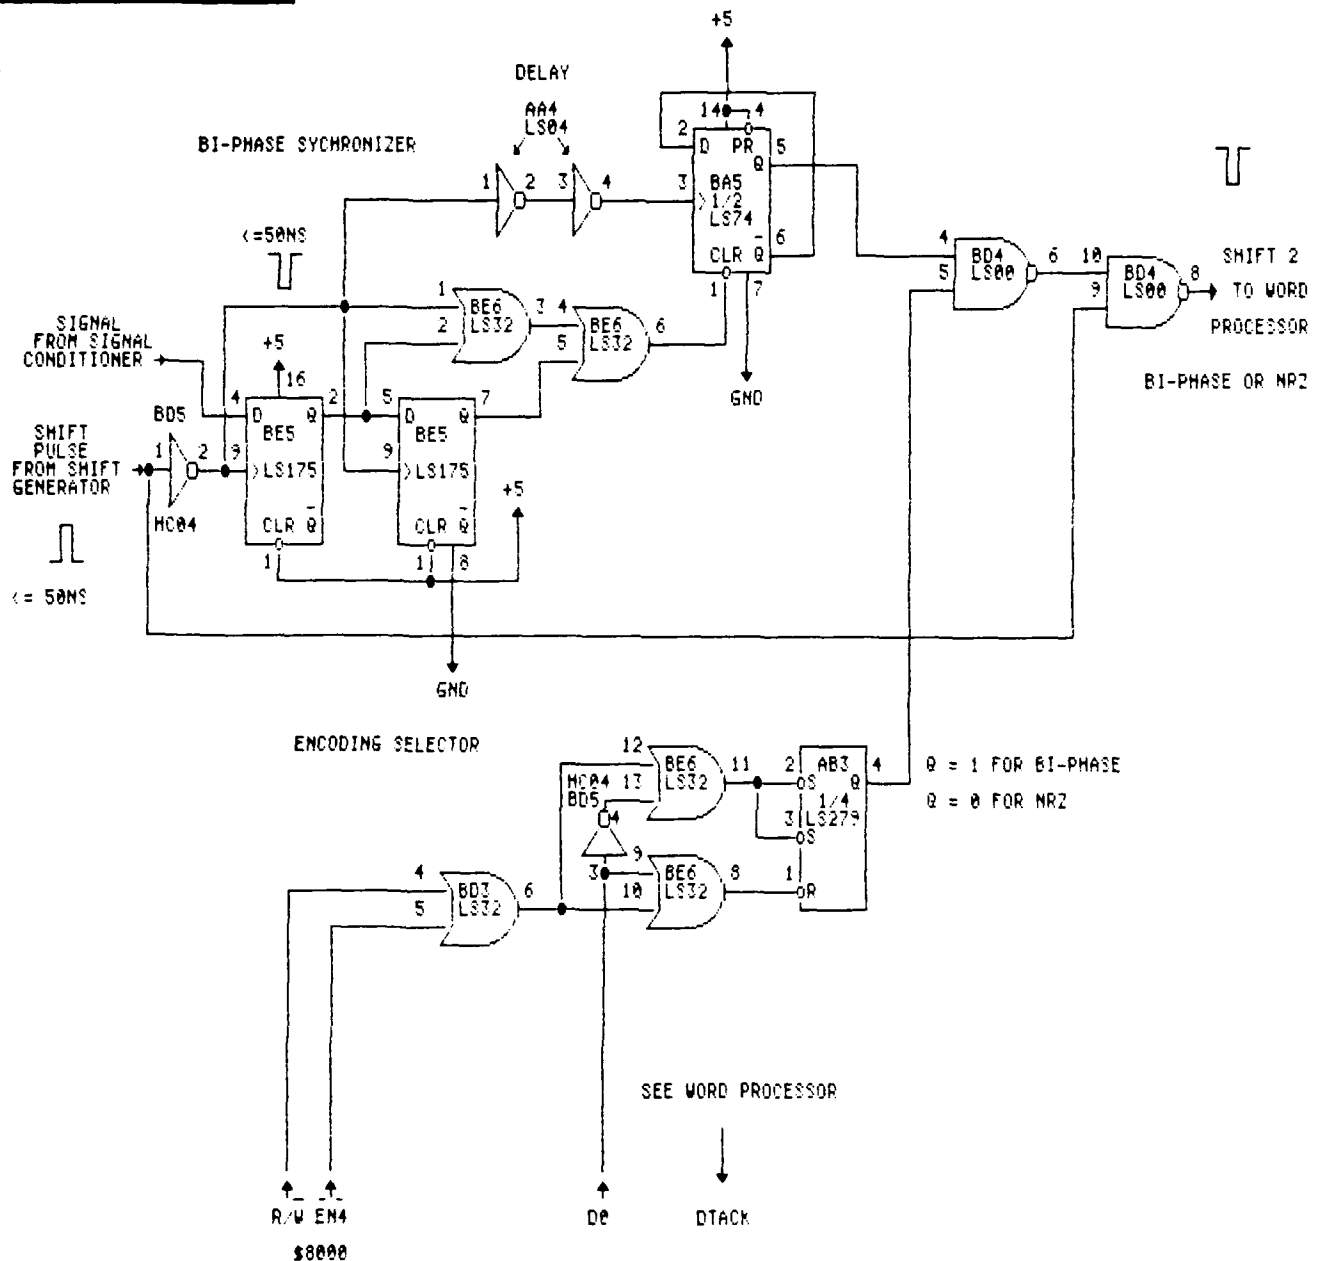 +5
DELAY
AA4
LS04
BI-PHASE SYCHRONIZER
14 4
2 D PR 5
Q
1 2 3 4 3
BA5
1/2
LS74
6
CLR Q
1 7
<=50NS
4
5
BD4
LS00
6 10
9
BD4
LS00
8
SHIFT 2
TO WORD
PROCESSOR
BI-PHASE OR NRZ
1
2
BE6
LS32
3 4
5
BE6
LS32
6
GND
SIGNAL
FROM SIGNAL
CONDITIONER
+5
16
4 D Q 2
BE5
9 LS175
CLR Q
1
5 D Q 7
BE5
9 LS175
CLR Q
1 8
+5
BD5
SHIFT
PULSE
FROM SHIFT
GENERATOR
1 2
HC04
<= 50NS
GND
ENCODING SELECTOR
12
13
BE6
LS32
11
HC04
BD5
4
3
2 S AB3 Q 4
1/4
3 LS279
S
1 R
Q = 1 FOR BI-PHASE
Q = 0 FOR NRZ
9
10
BE6
LS32
8
4
5
BD3
LS32
6
SEE WORD PROCESSOR
R/W EN4
D0
DTACK
$8000